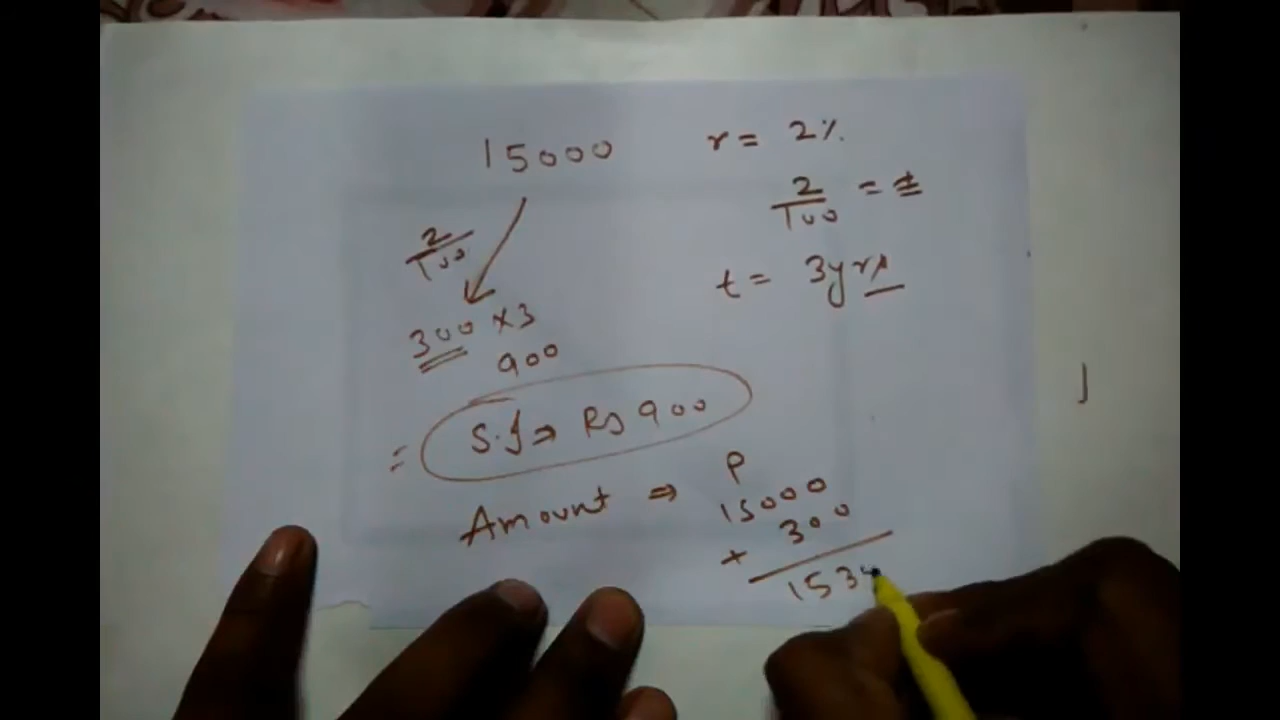 15000
r = 2%
2/100 =
2/100
t = 3yrs
300 x3
900
= S.I ⇒ Rs 900
Amount ⇒ P
15000
+ 300
153